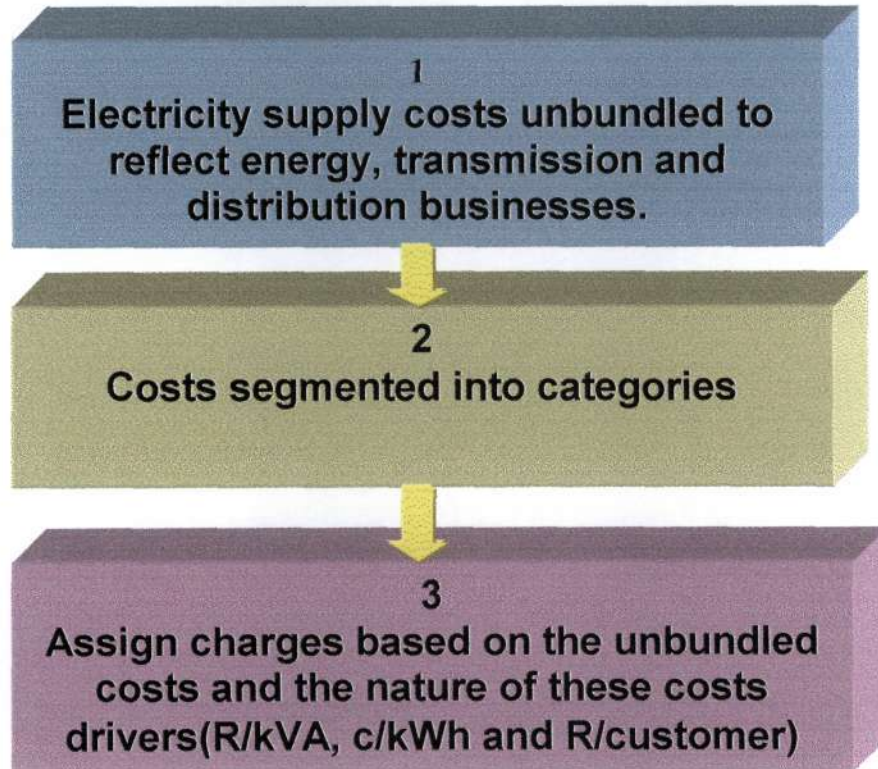 1
Electricity supply costs unbundled to
reflect energy, transmission and
distribution businesses.
2
Costs segmented into categories
3
Assign charges based on the unbundled
costs and the nature of these costs
drivers(R/kVA, c/kWh and R/customer)